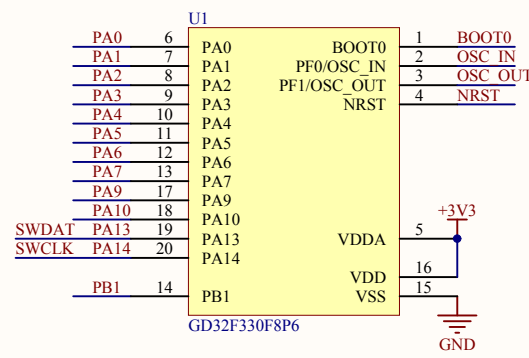 U1
PA0 6 PA0 BOOT0 1 BOOT0
PA1 7 PA1 PF0/OSC_IN 2 OSC_IN
PA2 8 PA2 PF1/OSC_OUT 3 OSC_OUT
PA3 9 PA3 NRST 4 NRST
PA4 10 PA4
PA5 11 PA5
PA6 12 PA6
PA7 13 PA7
PA9 17 PA9
PA10 18 PA10 +3V3
SWDAT PA13 19 PA13 VDDA 5
SWCLK PA14 20 PA14
VDD 16
PB1 14 PB1 VSS 15
GD32F330F8P6
GND